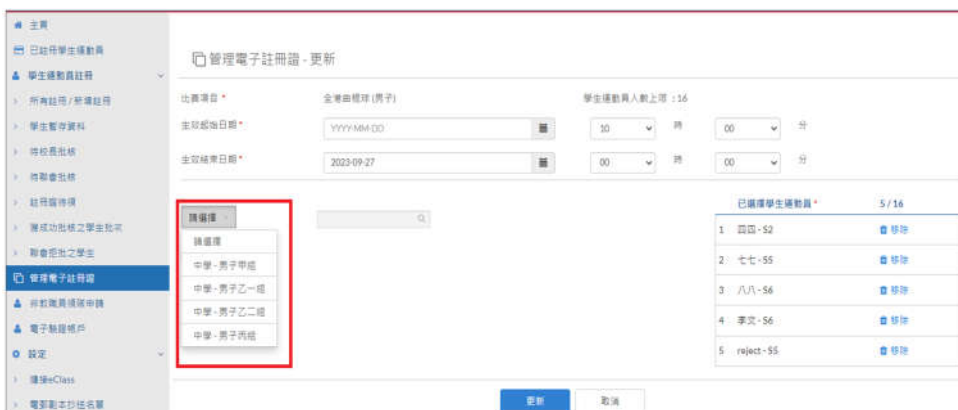 主頁
已註冊學生運動員
學生運動員註冊
所有註冊/新增註冊
學生暫存資料
待校長批核
待聯會批核
註冊證待領
獲成功批核之學生批次
聯會拒批之學生
管理電子註冊證
非教職員領隊申請
電子驗證帳戶
設定
連接eClass
電郵副本抄送名單
管理電子註冊證 - 更新
比賽項目 * 全港曲棍球 (男子) 學生運動員人數上限 : 16
生效起始日期 * YYYY-MM-DD 10 時 00 分
生效結束日期 * 2023-09-27 00 時 00 分
請選擇
請選擇
中學 - 男子甲組
中學 - 男子乙一組
中學 - 男子乙二組
中學 - 男子丙組
已選擇學生運動員 * 5 / 16
1 四四 - S2 移除
2 七七 - S5 移除
3 八八 - S6 移除
4 李文 - S6 移除
5 reject - S5 移除
更新 取消